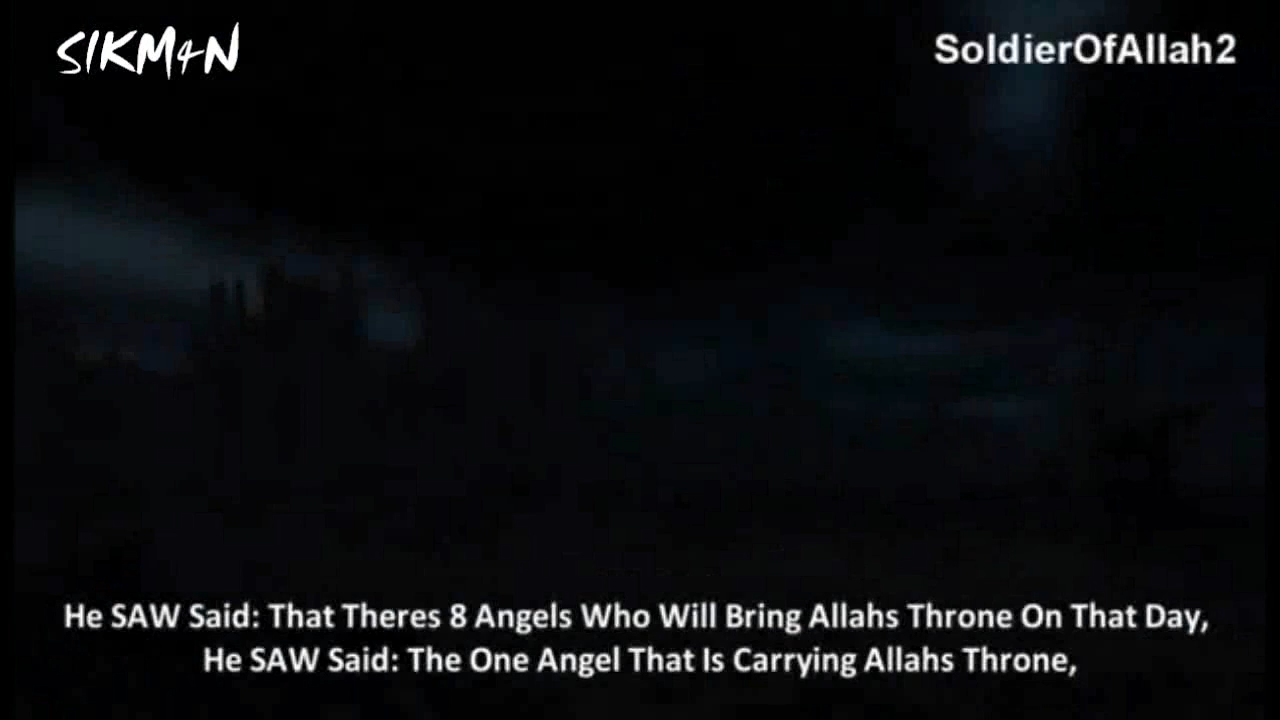 SIKM4N
SoldierOfAllah2
He SAW Said: That Theres 8 Angels Who Will Bring Allahs Throne On That Day,
He SAW Said: The One Angel That Is Carrying Allahs Throne,